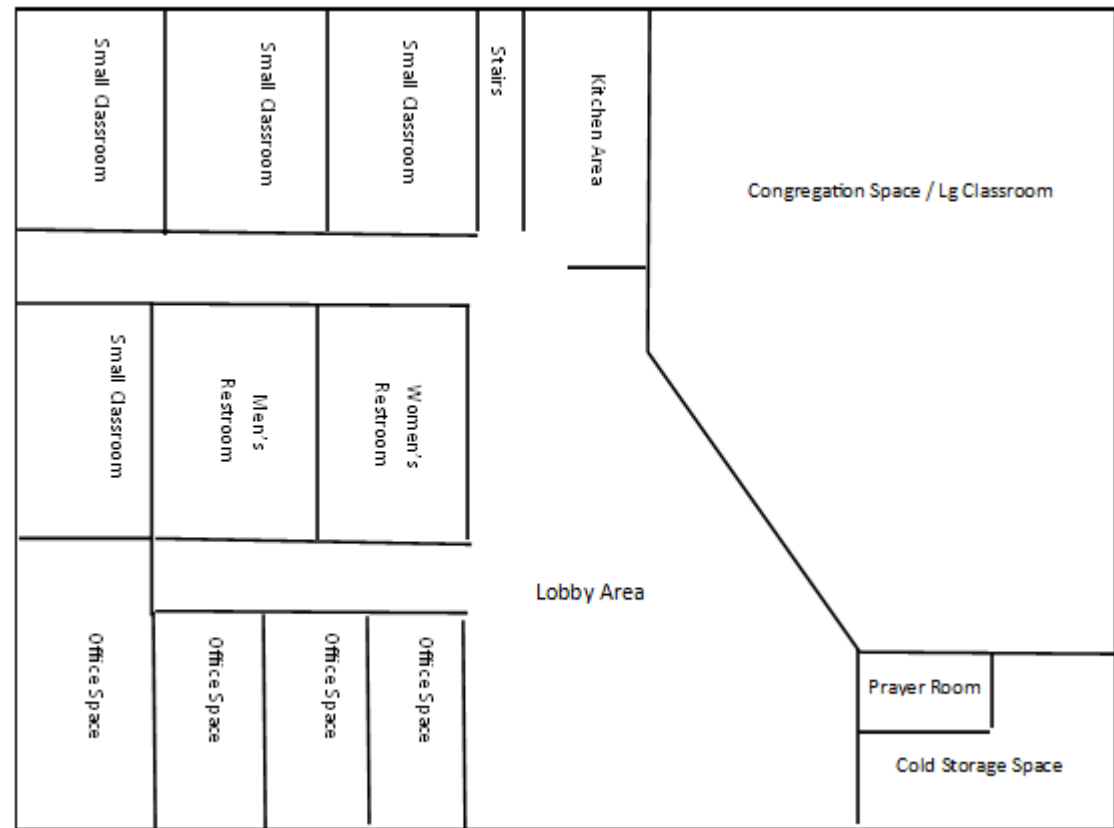 Small Classroom
Small Classroom
Small Classroom
Stairs
Kitchen Area
Congregation Space / Lg Classroom
Small Classroom
Men's
Restroom
Women's
Restroom
Lobby Area
Office Space
Office Space
Office Space
Office Space
Prayer Room
Cold Storage Space